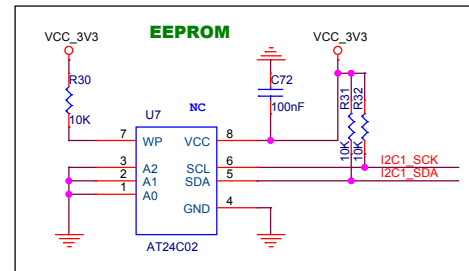 EEPROM
VCC_3V3
VCC_3V3
R30
10K
C72
100nF
R31
10K
R32
10K
U7
NC
7
WP
VCC
8
3
A2
SCL
6
I2C1_SCK
2
A1
SDA
5
I2C1_SDA
1
A0
GND
4
AT24C02